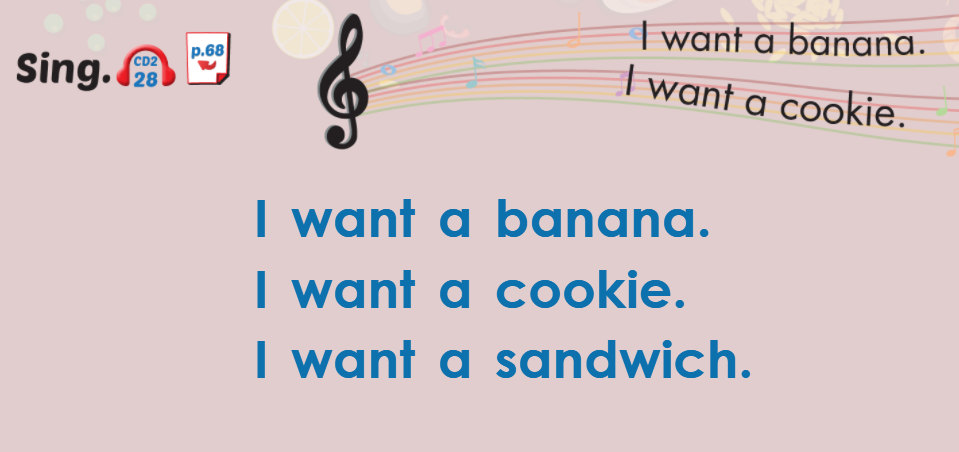 Sing.
CD2
28
p.68
I want a banana.
I want a cookie.
I want a banana.
I want a cookie.
I want a sandwich.